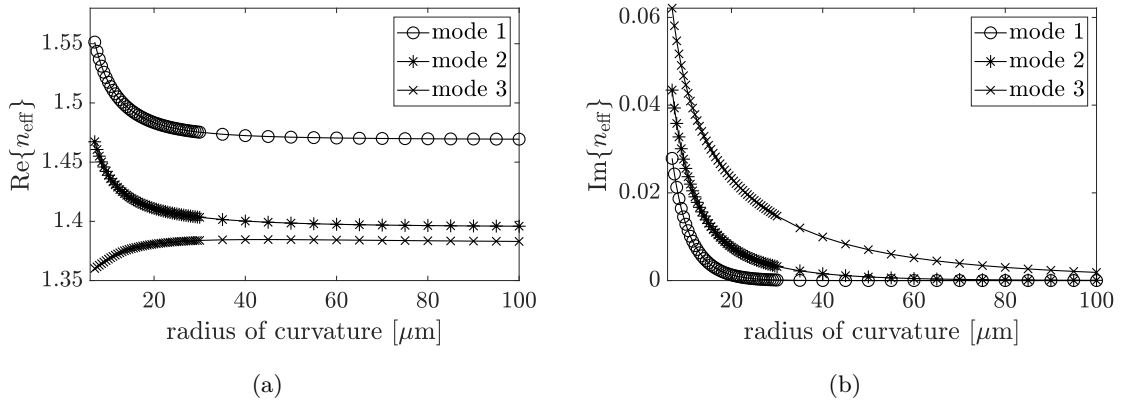 1.55
1.5
1.45
1.4
1.35
Re{n_eff}
mode 1
mode 2
mode 3
20 40 60 80 100
radius of curvature [μm]
(a)
0.06
0.04
0.02
0
Im{n_eff}
mode 1
mode 2
mode 3
20 40 60 80 100
radius of curvature [μm]
(b)